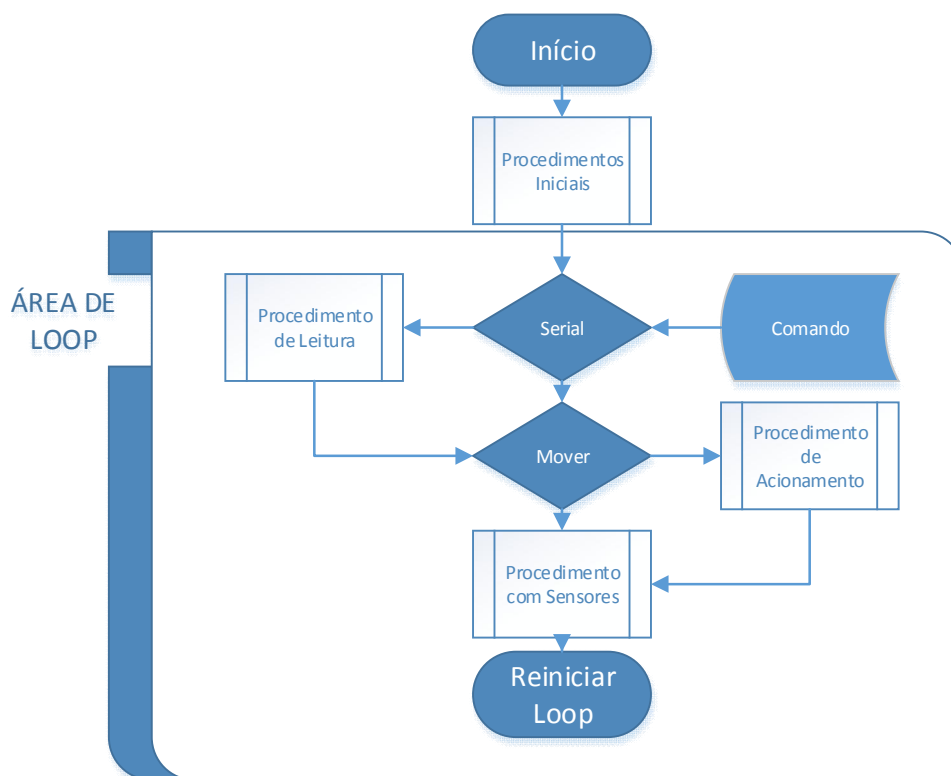 Início
Procedimentos
Iniciais
ÁREA DE
LOOP
Procedimento
de Leitura
Serial
Comando
Mover
Procedimento
de
Acionamento
Procedimento
com Sensores
Reiniciar
Loop